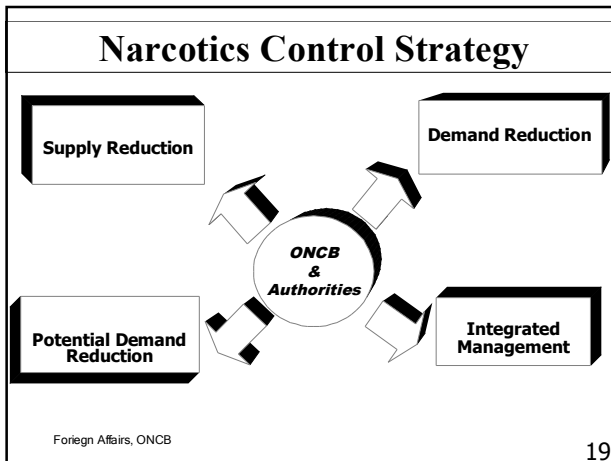 Narcotics Control Strategy
Supply Reduction
Demand Reduction
ONCB
&
Authorities
Potential Demand
Reduction
Integrated
Management
Foriegn Affairs, ONCB
19